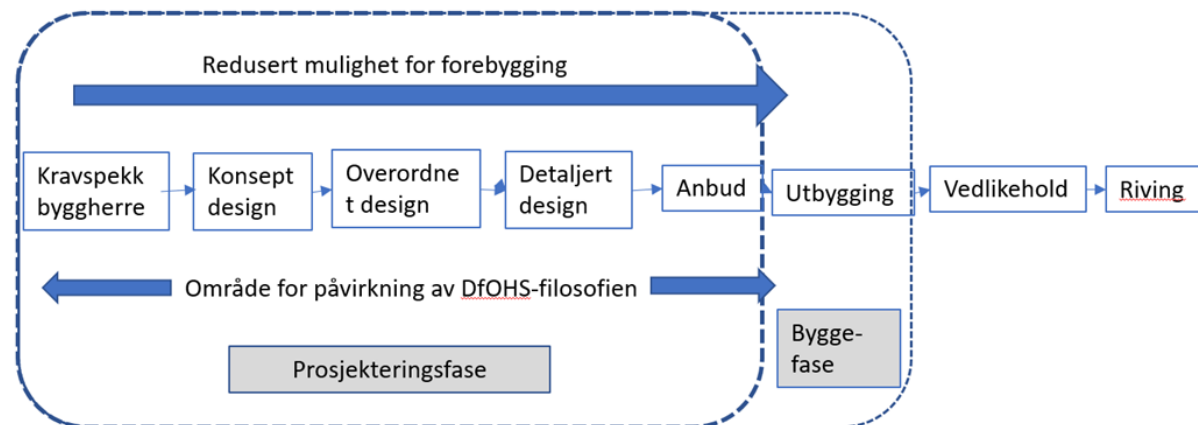 Redusert mulighet for forebygging
Kravspekk
byggherre
Konsept
design
Overordne
t design
Detaljert
design
Anbud
Utbygging
Vedlikehold
Riving
Område for påvirkning av DfOHS-filosofien
Prosjekteringsfase
Bygge-
fase